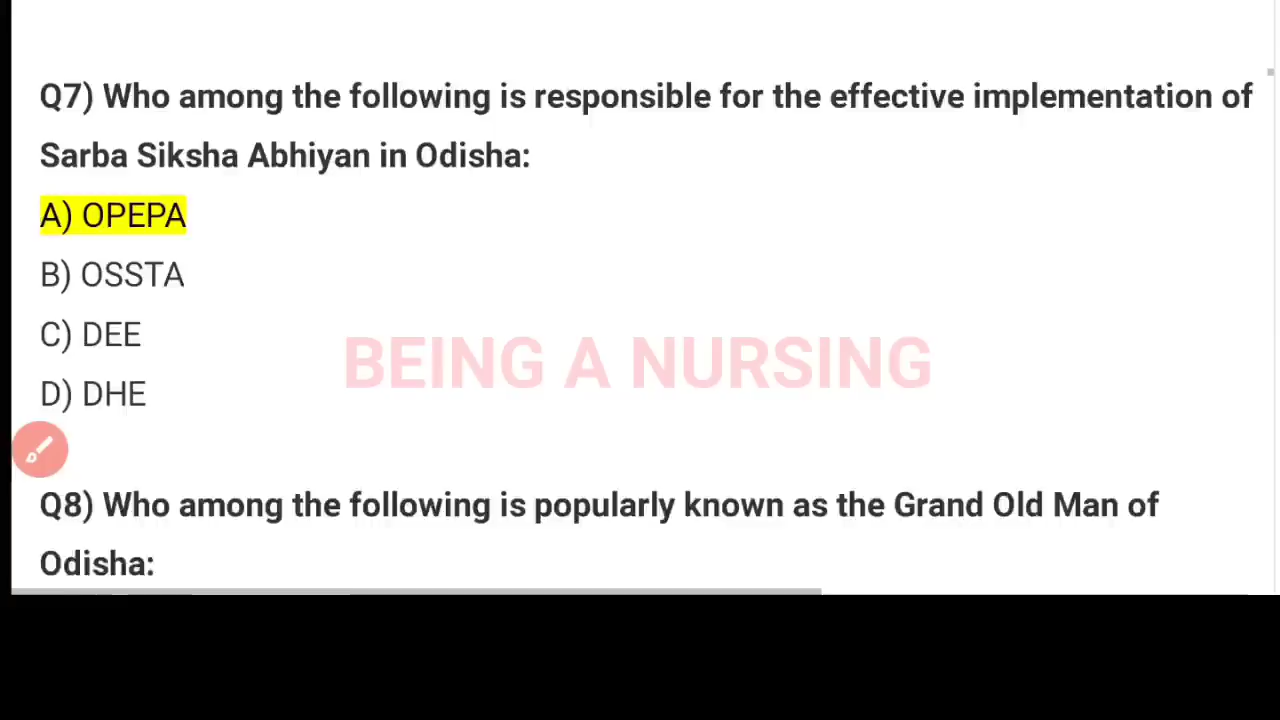 Q7) Who among the following is responsible for the effective implementation of
Sarba Siksha Abhiyan in Odisha:
A) OPEPA
B) OSSTA
C) DEE
BEING A NURSING
D) DHE
Q8) Who among the following is popularly known as the Grand Old Man of
Odisha: